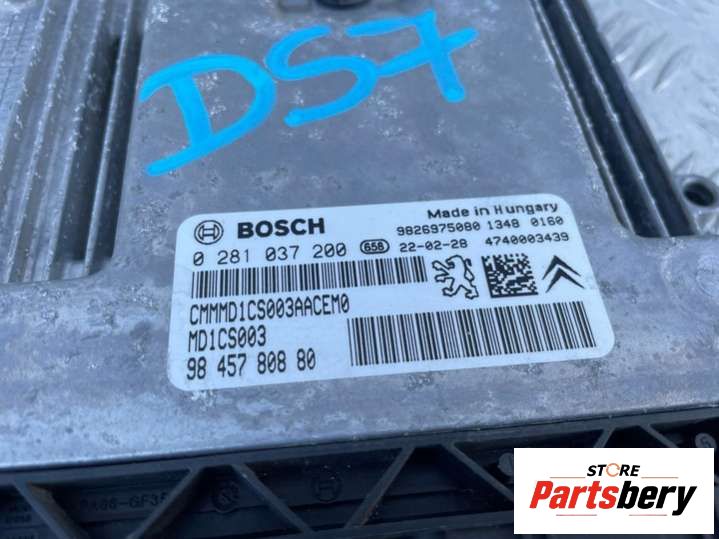 DS7
BOSCH
Made in Hungary
9826975080 1348 0160
0 281 037 200 658 22-02-28 4740003439
CMMMD1CS003AACEM0
MD1CS003
98 457 808 80
STORE
Partsbery